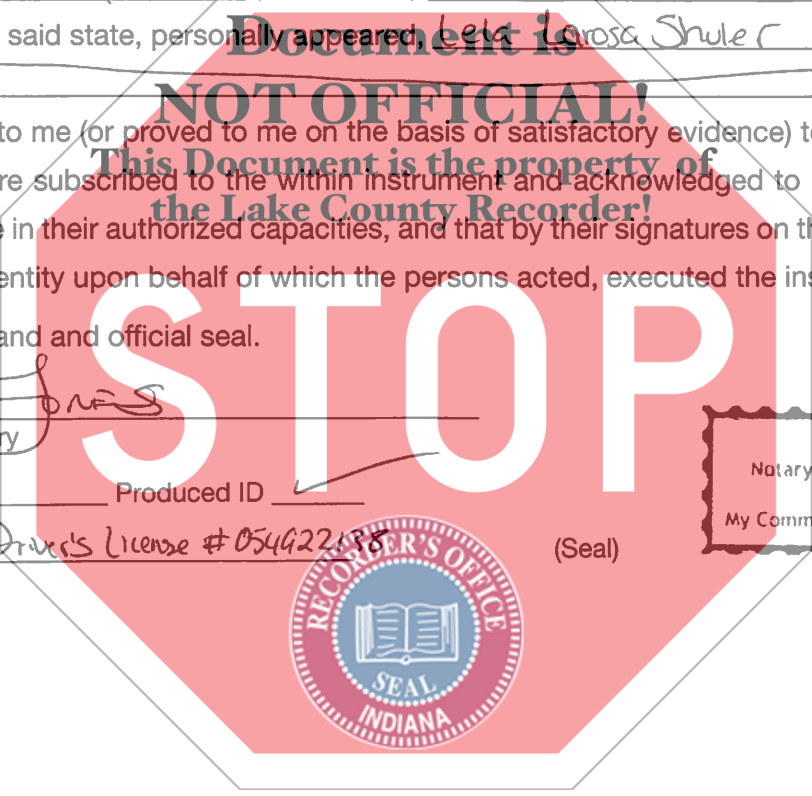 said state, personally appeared, Lela Larosa Shuler
Document is
NOT OFFICIAL!
to me (or proved to me on the basis of satisfactory evidence) t
This Document is the property of
re subscribed to the within instrument and acknowledged to
the Lake County Recorder!
e in their authorized capacities, and that by their signatures on th
entity upon behalf of which the persons acted, executed the ins
STOP
and and official seal.
ONES
ry
Notary
Produced ID ✓
My Comm
Driver's License # 054922138
(Seal)
RECORDER'S OFFICE
SEAL
INDIANA